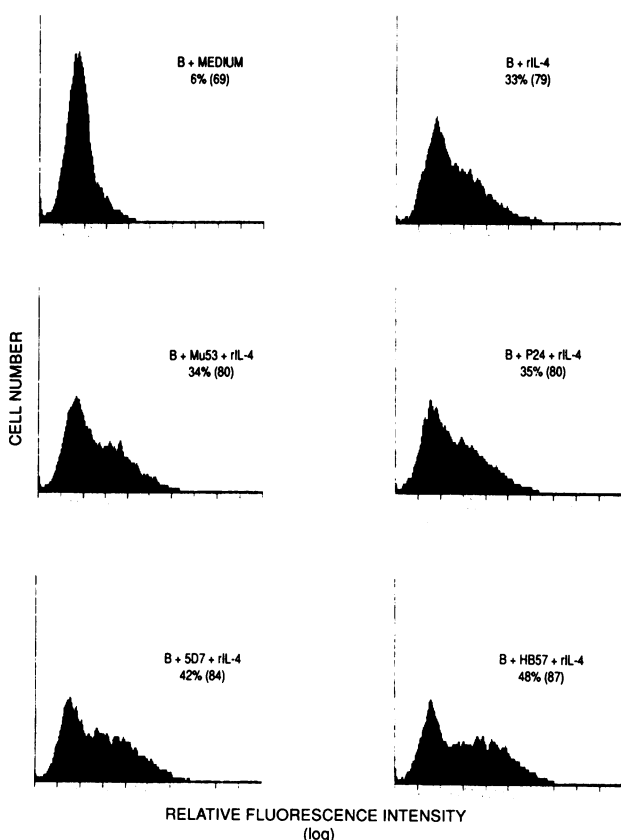 B + MEDIUM
6% (69)
B + rIL-4
33% (79)
CELL NUMBER
B + Mu53 + rIL-4
34% (80)
B + P24 + rIL-4
35% (80)
B + 5D7 + rIL-4
42% (84)
B + HB57 + rIL-4
48% (87)
RELATIVE FLUORESCENCE INTENSITY
(log)